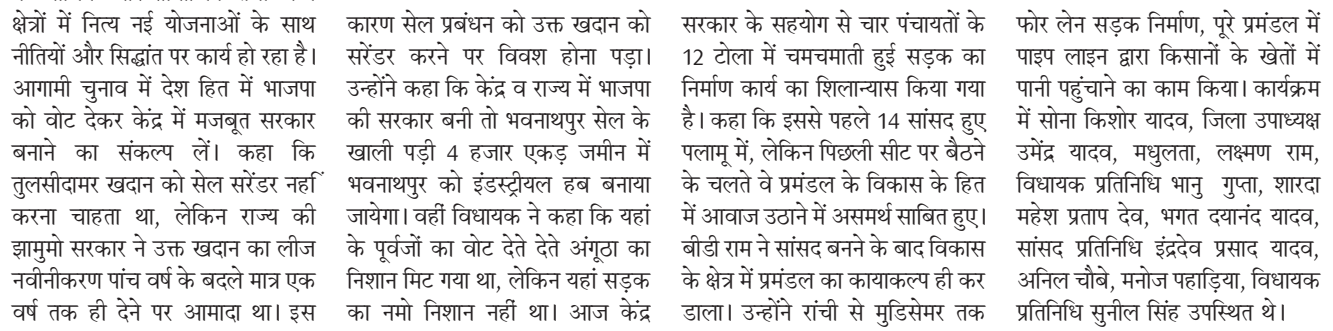 क्षेत्रों में नित्य नई योजनाओं के साथ
नीतियों और सिद्धांत पर कार्य हो रहा है।
आगामी चुनाव में देश हित में भाजपा
को वोट देकर केंद्र में मजबूत सरकार
बनाने का संकल्प लें। कहा कि
तुलसीदामर खदान को सेल सरेंडर नहीं
करना चाहता था, लेकिन राज्य की
झामुमो सरकार ने उक्त खदान का लीज
नवीनीकरण पांच वर्ष के बदले मात्र एक
वर्ष तक ही देने पर आमादा था। इस
कारण सेल प्रबंधन को उक्त खदान को
सरेंडर करने पर विवश होना पड़ा।
उन्होंने कहा कि केंद्र व राज्य में भाजपा
की सरकार बनी तो भवनाथपुर सेल के
खाली पड़ी 4 हजार एकड़ जमीन में
भवनाथपुर को इंडस्ट्रीयल हब बनाया
जायेगा। वहीं विधायक ने कहा कि यहां
के पूर्वजों का वोट देते देते अंगूठा का
निशान मिट गया था, लेकिन यहां सड़क
का नमो निशान नहीं था। आज केंद्र
सरकार के सहयोग से चार पंचायतों के
12 टोला में चमचमाती हुई सड़क का
निर्माण कार्य का शिलान्यास किया गया
है। कहा कि इससे पहले 14 सांसद हुए
पलामू में, लेकिन पिछली सीट पर बैठने
के चलते वे प्रमंडल के विकास के हित
में आवाज उठाने में असमर्थ साबित हुए।
बीडी राम ने सांसद बनने के बाद विकास
के क्षेत्र में प्रमंडल का कायाकल्प ही कर
डाला। उन्होंने रांची से मुडिसेमर तक
फोर लेन सड़क निर्माण, पूरे प्रमंडल में
पाइप लाइन द्वारा किसानों के खेतों में
पानी पहुंचाने का काम किया। कार्यक्रम
में सोना किशोर यादव, जिला उपाध्यक्ष
उमेंद्र यादव, मधुलता, लक्ष्मण राम,
विधायक प्रतिनिधि भानु गुप्ता, शारदा
महेश प्रताप देव, भगत दयानंद यादव,
सांसद प्रतिनिधि इंद्रदेव प्रसाद यादव,
अनिल चौबे, मनोज पहाड़िया, विधायक
प्रतिनिधि सुनील सिंह उपस्थित थे।